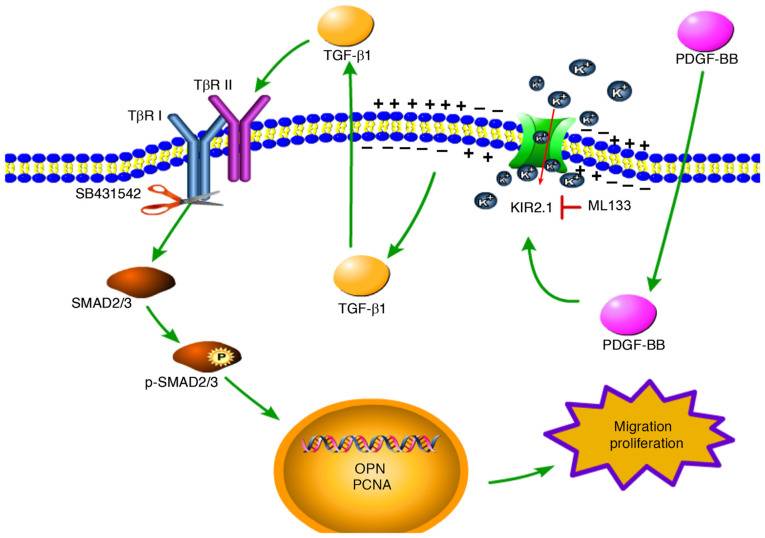 TGF-β1
PDGF-BB
TβR II
TβR I
+ + + + + + − −
K+
K+
K+
K+
K+
K+
− − + + +
− − − − − + +
K+
K+
K+
K+
+ + − − −
SB431542
KIR2.1
ML133
SMAD2/3
TGF-β1
PDGF-BB
P
p-SMAD2/3
Migration
proliferation
OPN
PCNA